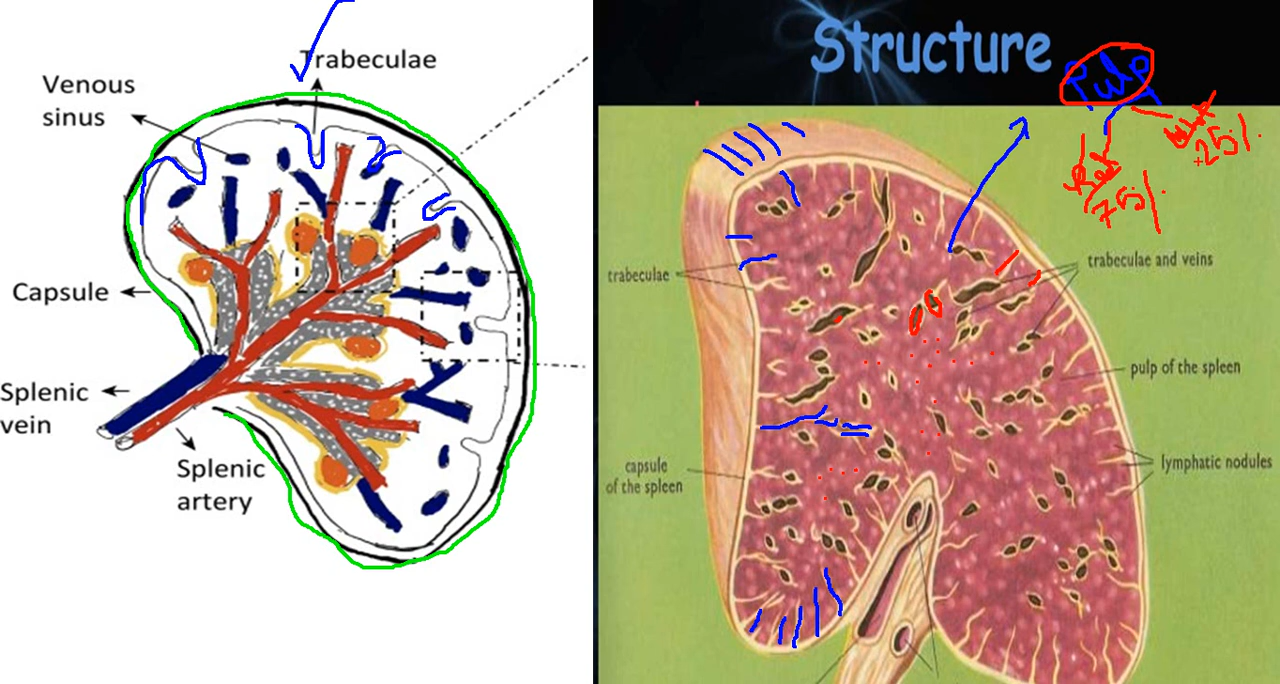 Trabeculae
Venous
sinus
Capsule
Splenic
vein
Splenic
artery
Structure
Pulp
Red
75%
25%
trabeculae
trabeculae and veins
pulp of the spleen
capsule
of the spleen
lymphatic nodules